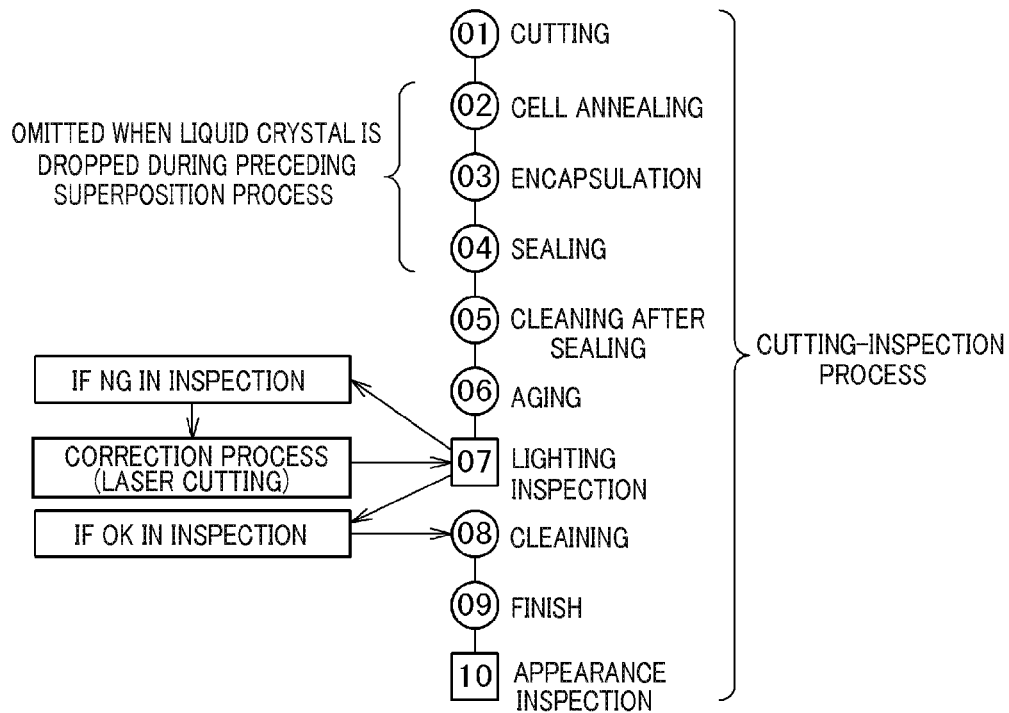 01 CUTTING
02 CELL ANNEALING
OMITTED WHEN LIQUID CRYSTAL IS
DROPPED DURING PRECEDING
SUPERPOSITION PROCESS
03 ENCAPSULATION
04 SEALING
05 CLEANING AFTER
SEALING
CUTTING-INSPECTION
PROCESS
IF NG IN INSPECTION
06 AGING
CORRECTION PROCESS
(LASER CUTTING)
07 LIGHTING
INSPECTION
IF OK IN INSPECTION
08 CLEAINING
09 FINISH
10 APPEARANCE
INSPECTION